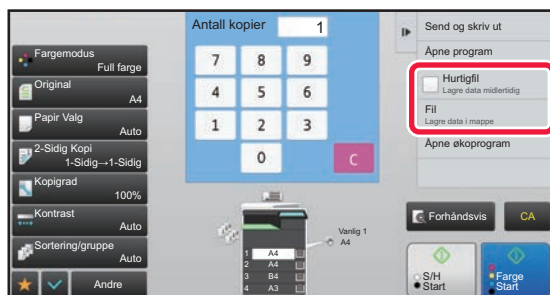 Antall kopier 1
Fargemodus
Full farge
Original
A4
Papir Valg
Auto
2-Sidig Kopi
1-Sidig→1-Sidig
Kopigrad
100%
Kontrast
Auto
Sortering/gruppe
Auto
Andre
7 8 9
4 5 6
1 2 3
0 C
Vanlig 1
A4
1 A4
2 A4
3 B4
4 A3
Send og skriv ut
Åpne program
Hurtigfil
Lagre data midlertidig
Fil
Lagre data i mappe
Åpne økoprogram
Forhåndsvis CA
S/H
Start
Farge
Start